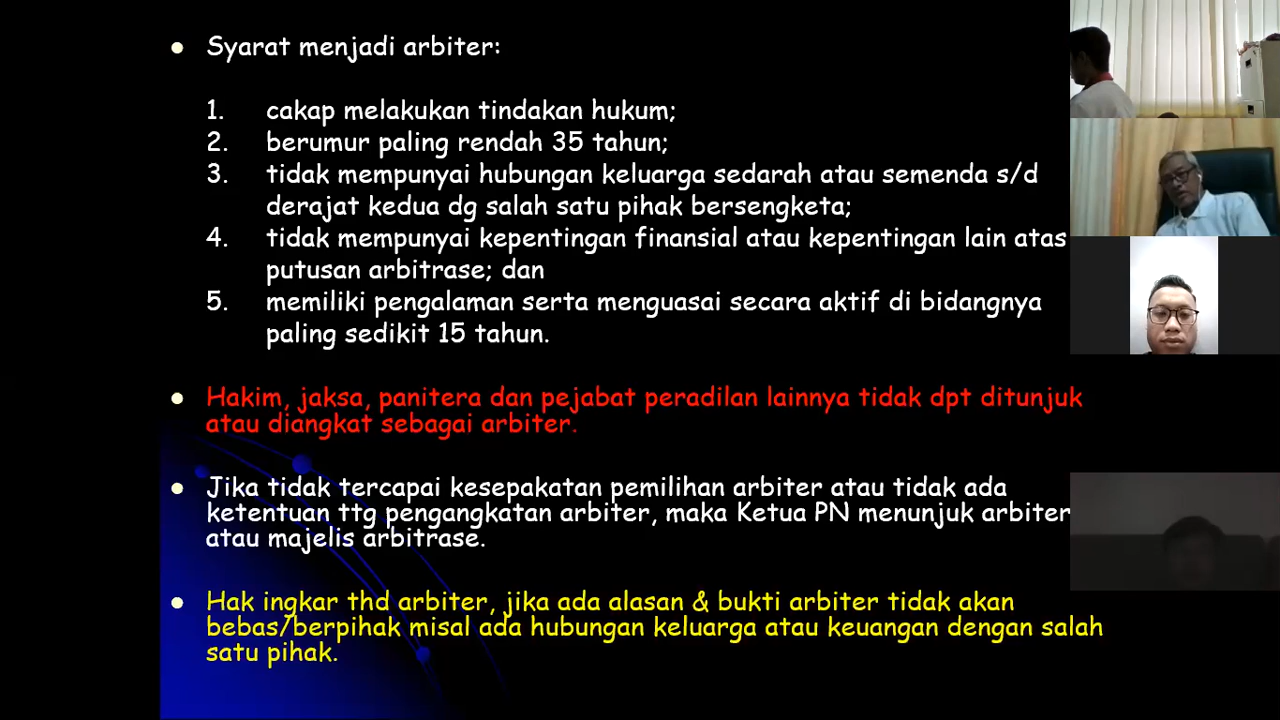 Syarat menjadi arbiter:
1. cakap melakukan tindakan hukum;
2. berumur paling rendah 35 tahun;
3. tidak mempunyai hubungan keluarga sedarah atau semenda s/d
derajat kedua dg salah satu pihak bersengketa;
4. tidak mempunyai kepentingan finansial atau kepentingan lain atas
putusan arbitrase; dan
5. memiliki pengalaman serta menguasai secara aktif di bidangnya
paling sedikit 15 tahun.
Hakim, jaksa, panitera dan pejabat peradilan lainnya tidak dpt ditunjuk
atau diangkat sebagai arbiter.
Jika tidak tercapai kesepakatan pemilihan arbiter atau tidak ada
ketentuan ttg pengangkatan arbiter, maka Ketua PN menunjuk arbiter
atau majelis arbitrase.
Hak ingkar thd arbiter, jika ada alasan & bukti arbiter tidak akan
bebas/berpihak misal ada hubungan keluarga atau keuangan dengan salah
satu pihak.